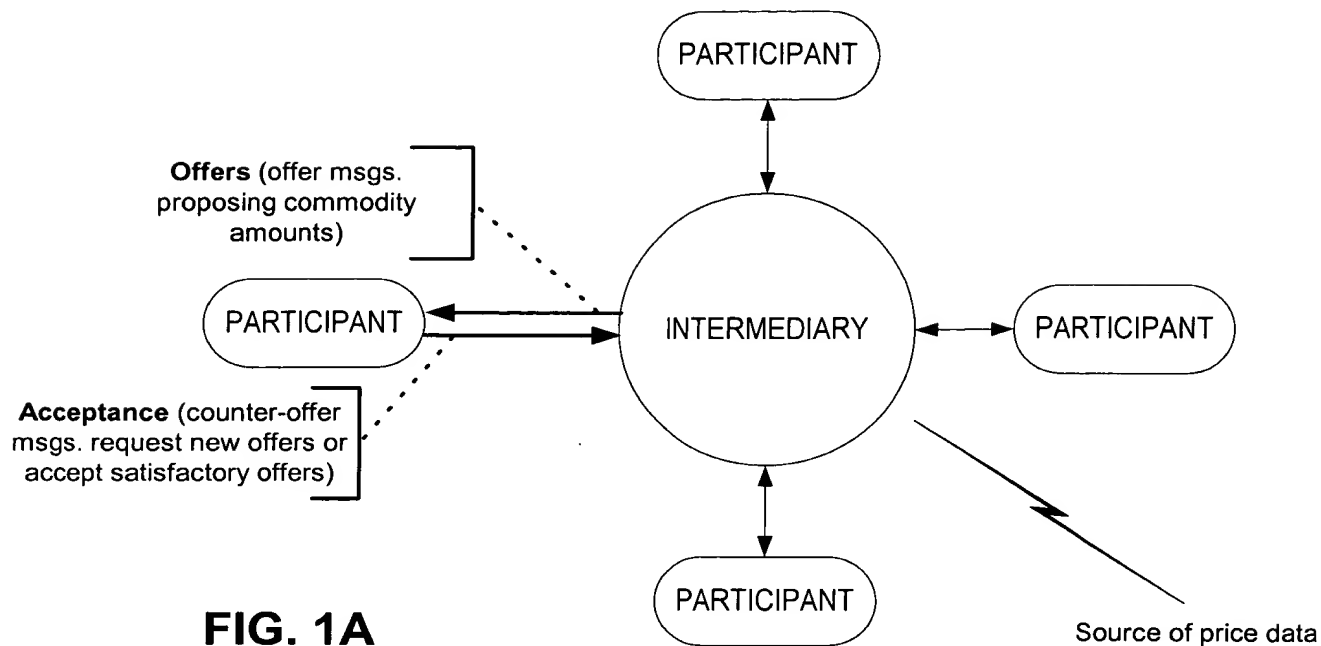 PARTICIPANT
Offers (offer msgs.
proposing commodity
amounts)
PARTICIPANT
INTERMEDIARY
PARTICIPANT
Acceptance (counter-offer
msgs. request new offers or
accept satisfactory offers)
PARTICIPANT
FIG. 1A
Source of price data